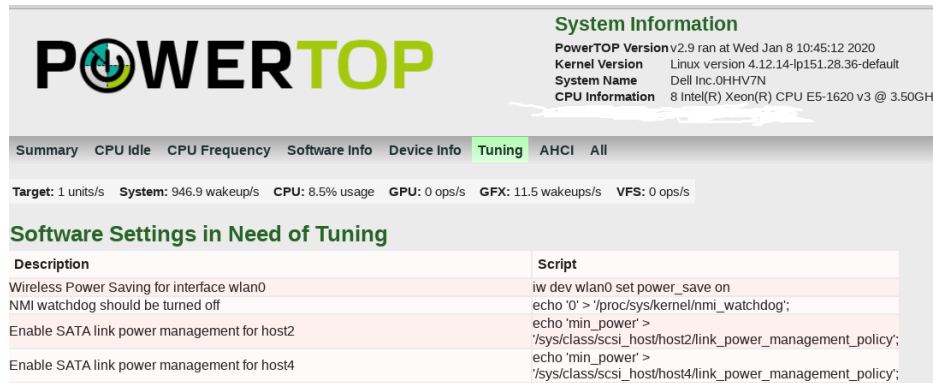 POWERTOP
System Information
PowerTOP Version v2.9 ran at Wed Jan 8 10:45:12 2020
Kernel Version Linux version 4.12.14-lp151.28.36-default
System Name Dell Inc.0HHV7N
CPU Information 8 Intel(R) Xeon(R) CPU E5-1620 v3 @ 3.50GH
Summary CPU Idle CPU Frequency Software Info Device Info Tuning AHCI All
Target: 1 units/s System: 946.9 wakeup/s CPU: 8.5% usage GPU: 0 ops/s GFX: 11.5 wakeups/s VFS: 0 ops/s
Software Settings in Need of Tuning
Description Script
Wireless Power Saving for interface wlan0 iw dev wlan0 set power_save on
NMI watchdog should be turned off echo '0' > '/proc/sys/kernel/nmi_watchdog';
Enable SATA link power management for host2 echo 'min_power' >
'/sys/class/scsi_host/host2/link_power_management_policy';
Enable SATA link power management for host4 echo 'min_power' >
'/sys/class/scsi_host/host4/link_power_management_policy';